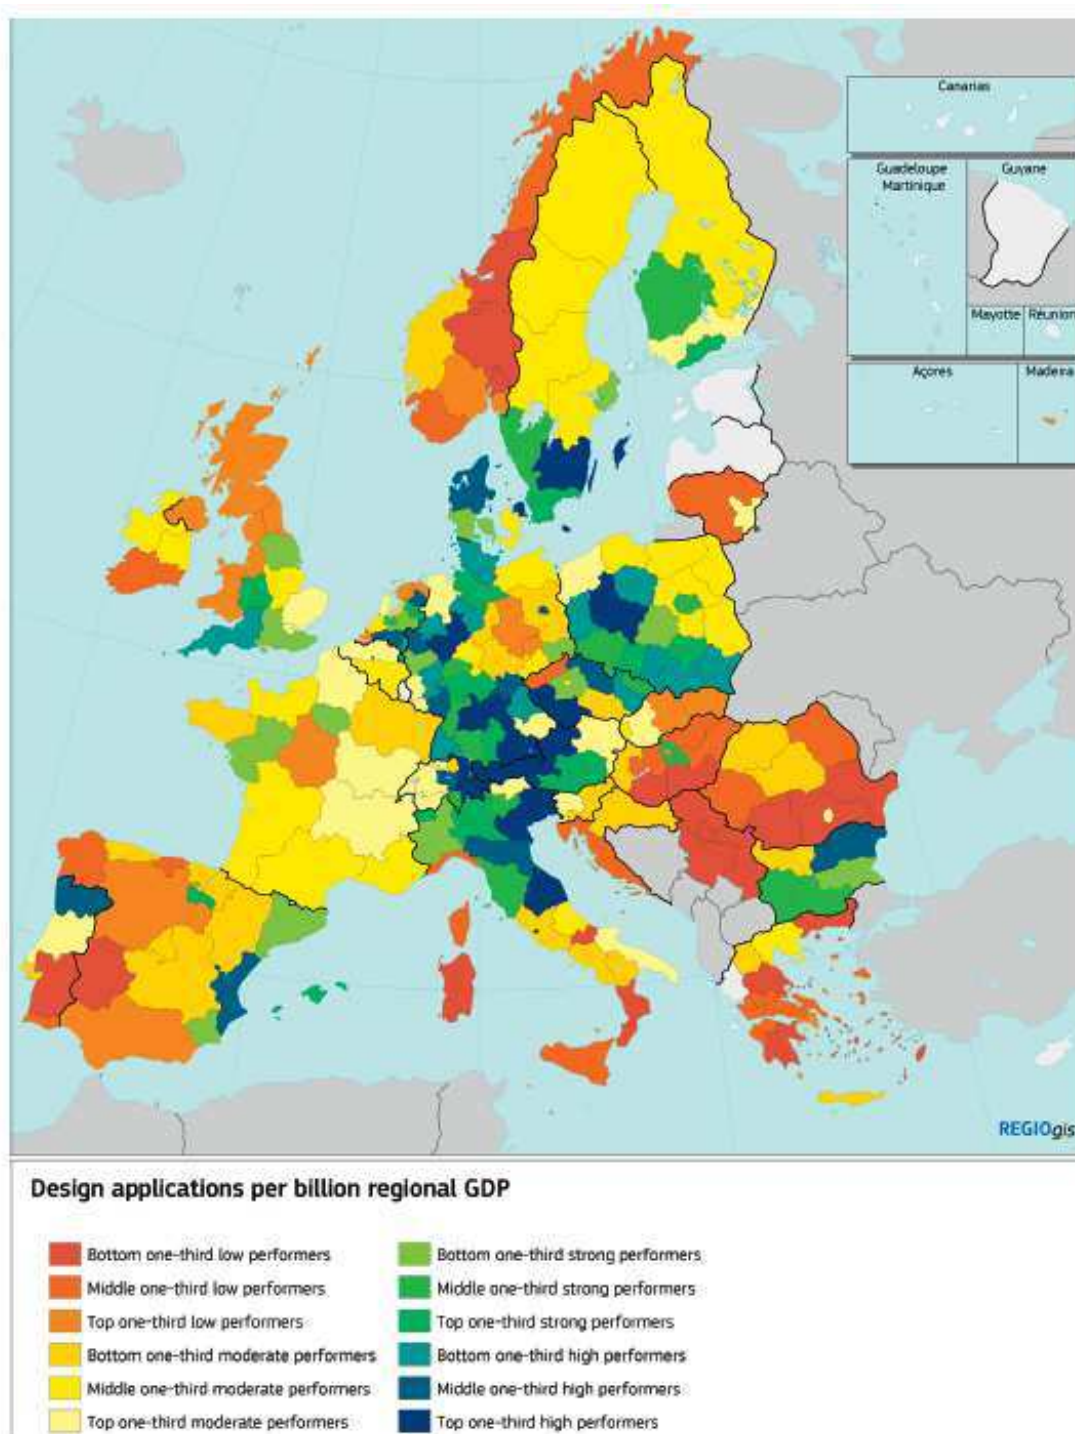 Canarias
Guadeloupe
Martinique
Guyane
Mayotte
Réunion
Açores
Madeira
REGIOgis
Design applications per billion regional GDP
Bottom one-third low performers
Middle one-third low performers
Top one-third low performers
Bottom one-third moderate performers
Middle one-third moderate performers
Top one-third moderate performers
Bottom one-third strong performers
Middle one-third strong performers
Top one-third strong performers
Bottom one-third high performers
Middle one-third high performers
Top one-third high performers